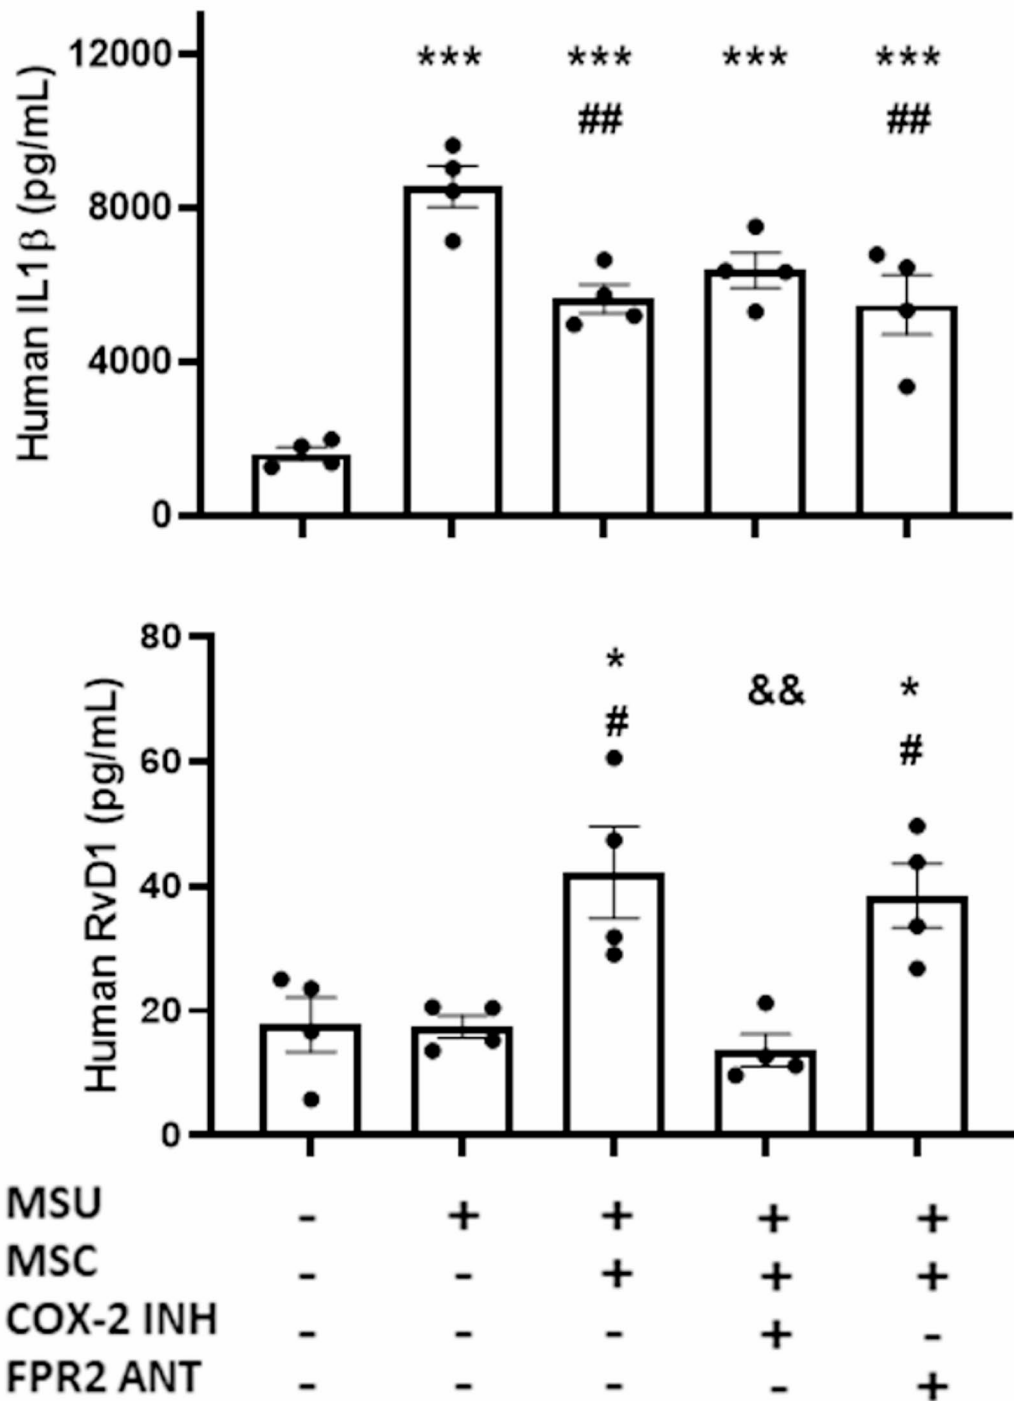 Human IL1β (pg/mL)
12000
8000
4000
0
*** *** *** ***
## ##
Human RvD1 (pg/mL)
80
60
40
20
0
* && *
# #
MSU - + + + +
MSC - - + + +
COX-2 INH - - - + -
FPR2 ANT - - - - +